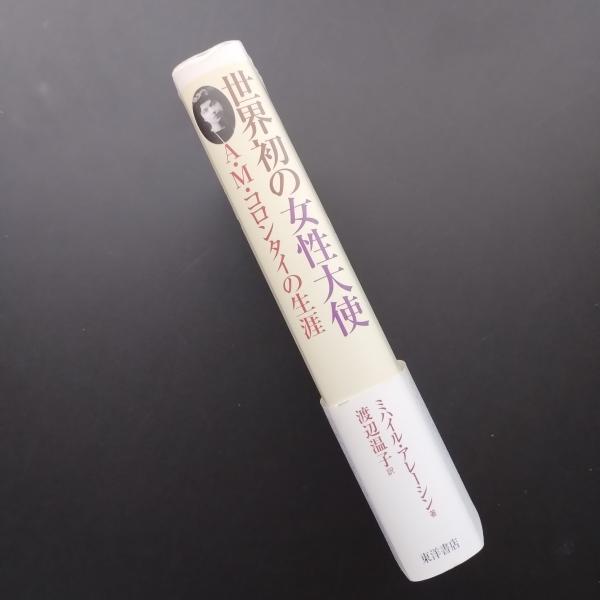 世界初の女性大使
A・M・コロンタイの生涯
ミハイル・アレーシン 著
渡辺温子 訳
東洋書店